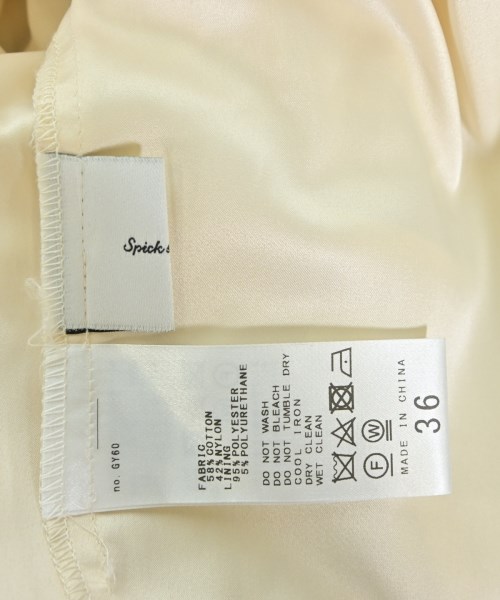 Spick
no. GY60
FABRIC
58% COTTON
42% NYLON
LINING
95% POLYESTER
5% POLYURETHANE
DO NOT WASH
DO NOT BLEACH
DO NOT TUMBLE DRY
COOL IRON
DRY CLEAN
WET CLEAN
F W
MADE IN CHINA
36